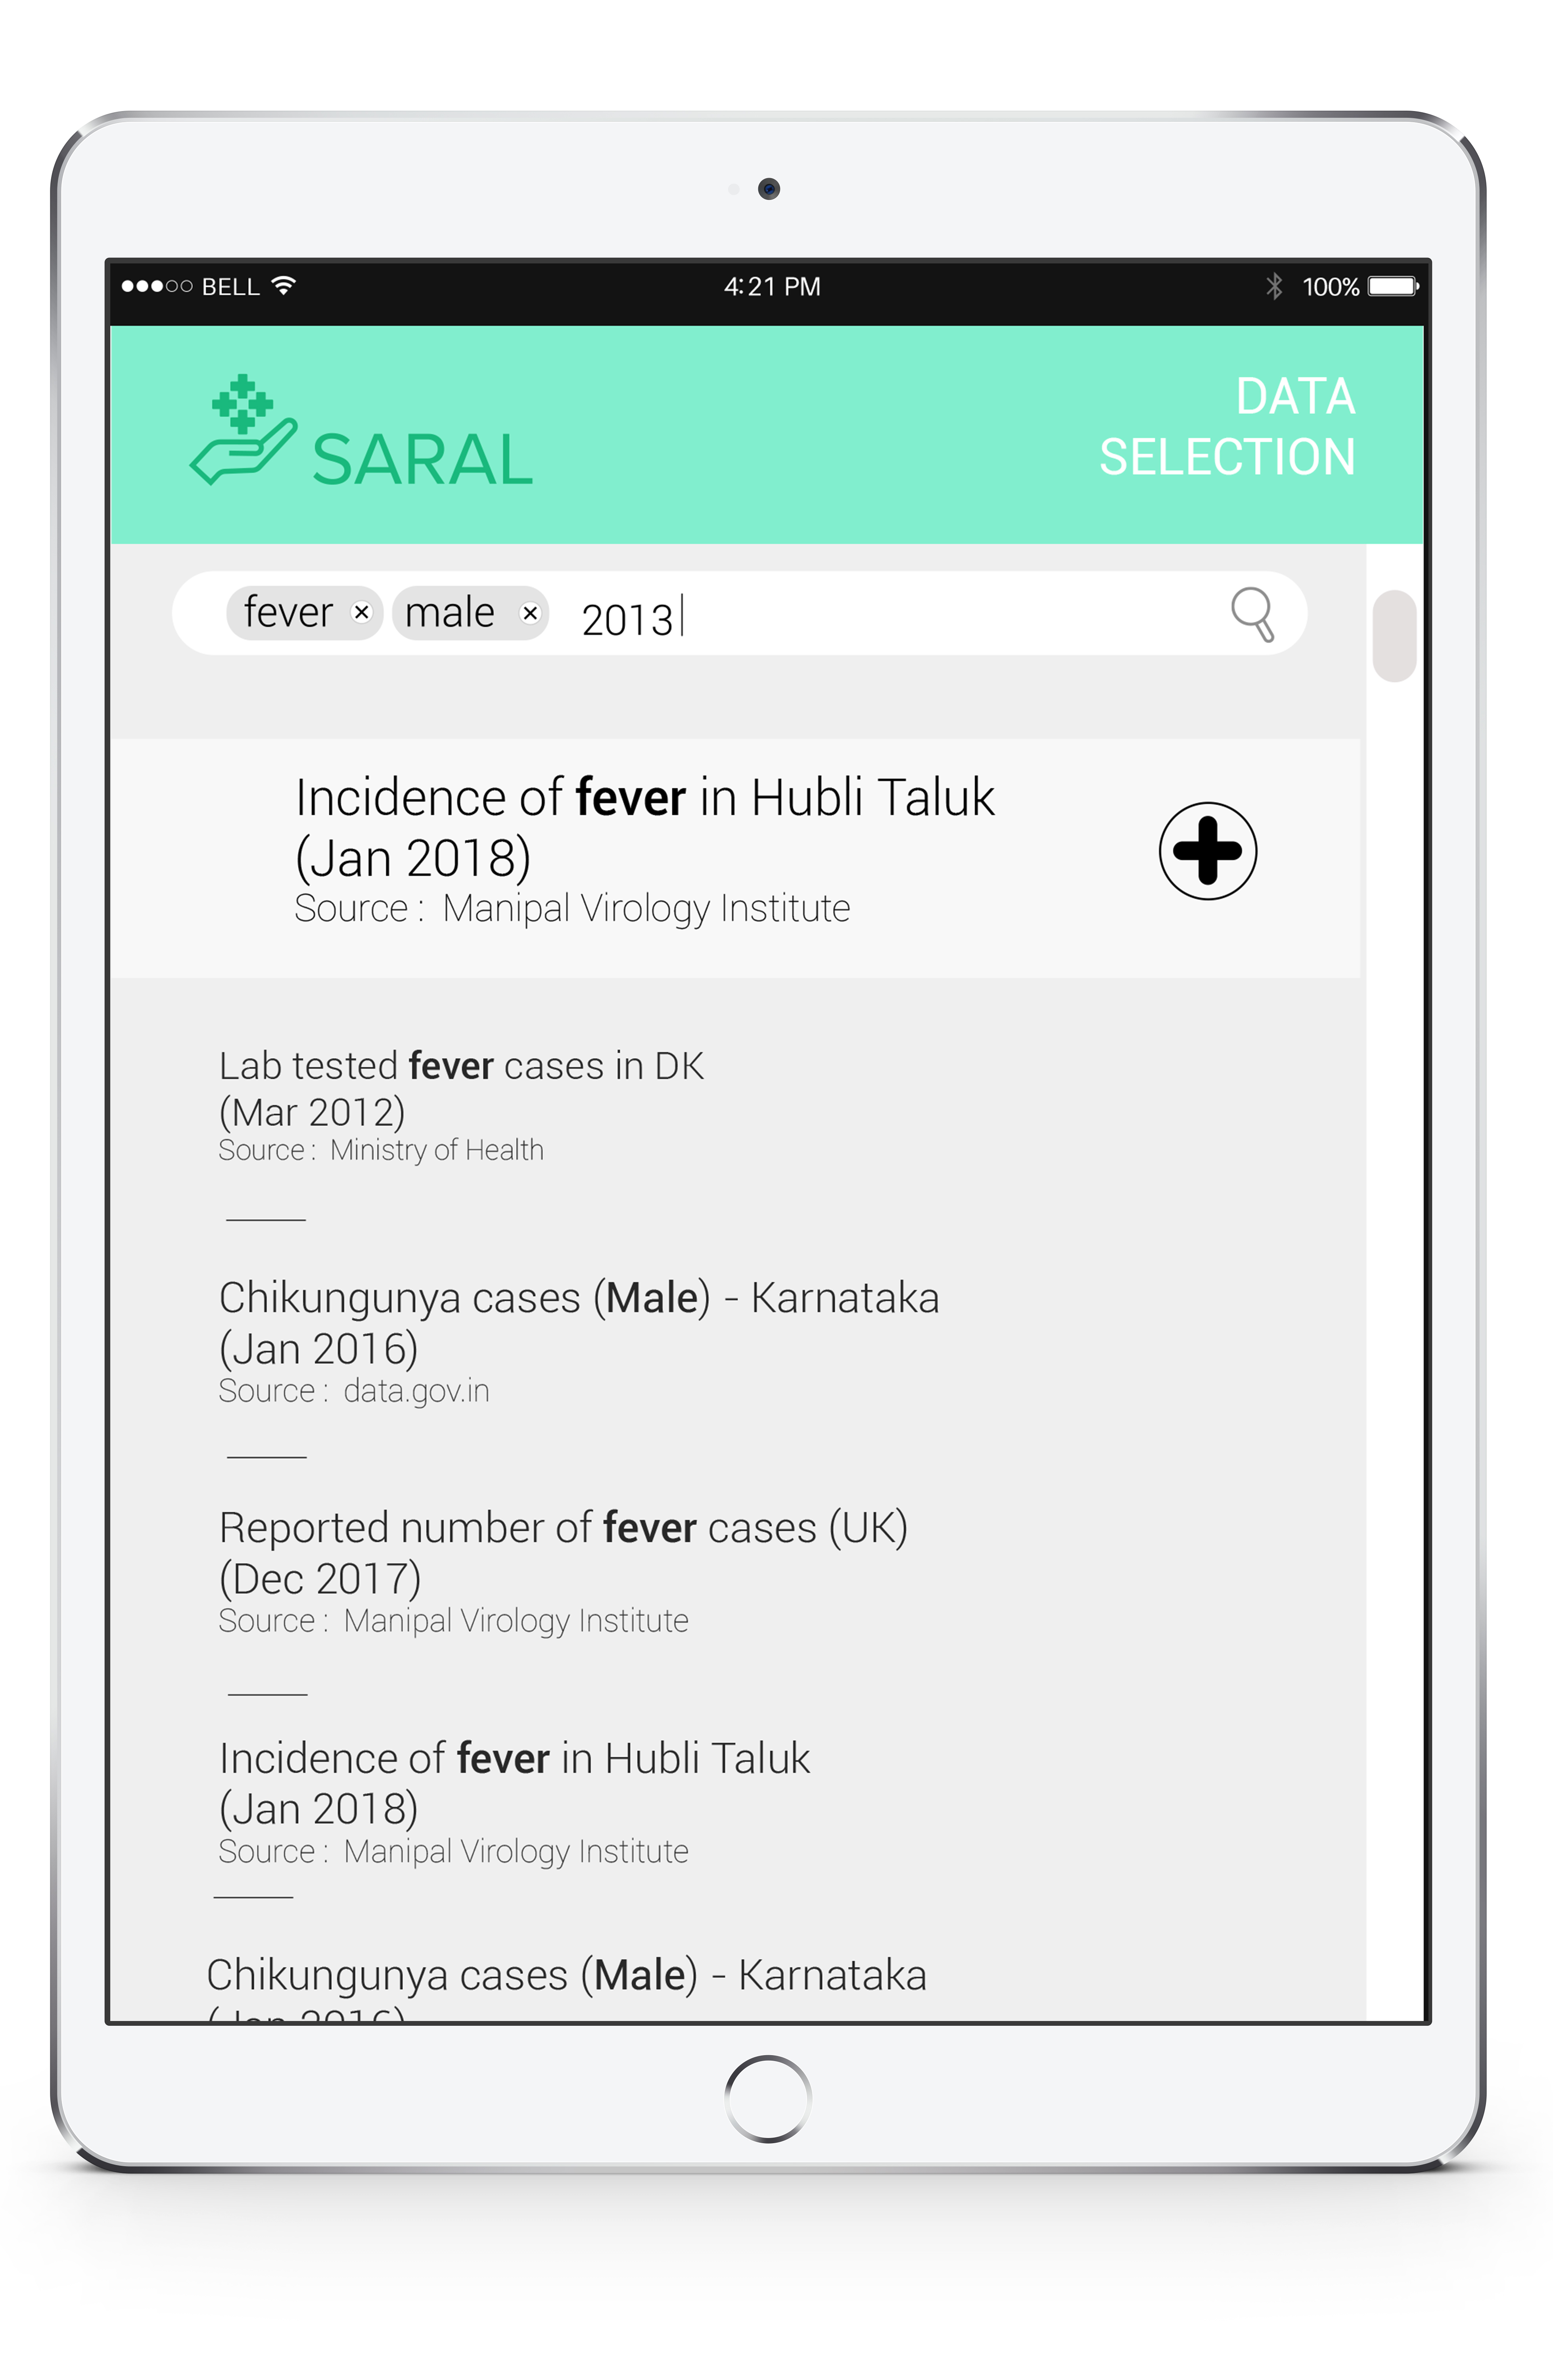 BELL
4:21 PM
100%
SARAL
DATA
SELECTION
fever
male
2013
Incidence of fever in Hubli Taluk
(Jan 2018)
Source : Manipal Virology Institute
Lab tested fever cases in DK
(Mar 2012)
Source : Ministry of Health
Chikungunya cases (Male) - Karnataka
(Jan 2016)
Source : data.gov.in
Reported number of fever cases (UK)
(Dec 2017)
Source : Manipal Virology Institute
Incidence of fever in Hubli Taluk
(Jan 2018)
Source : Manipal Virology Institute
Chikungunya cases (Male) - Karnataka
(Jan 2016)